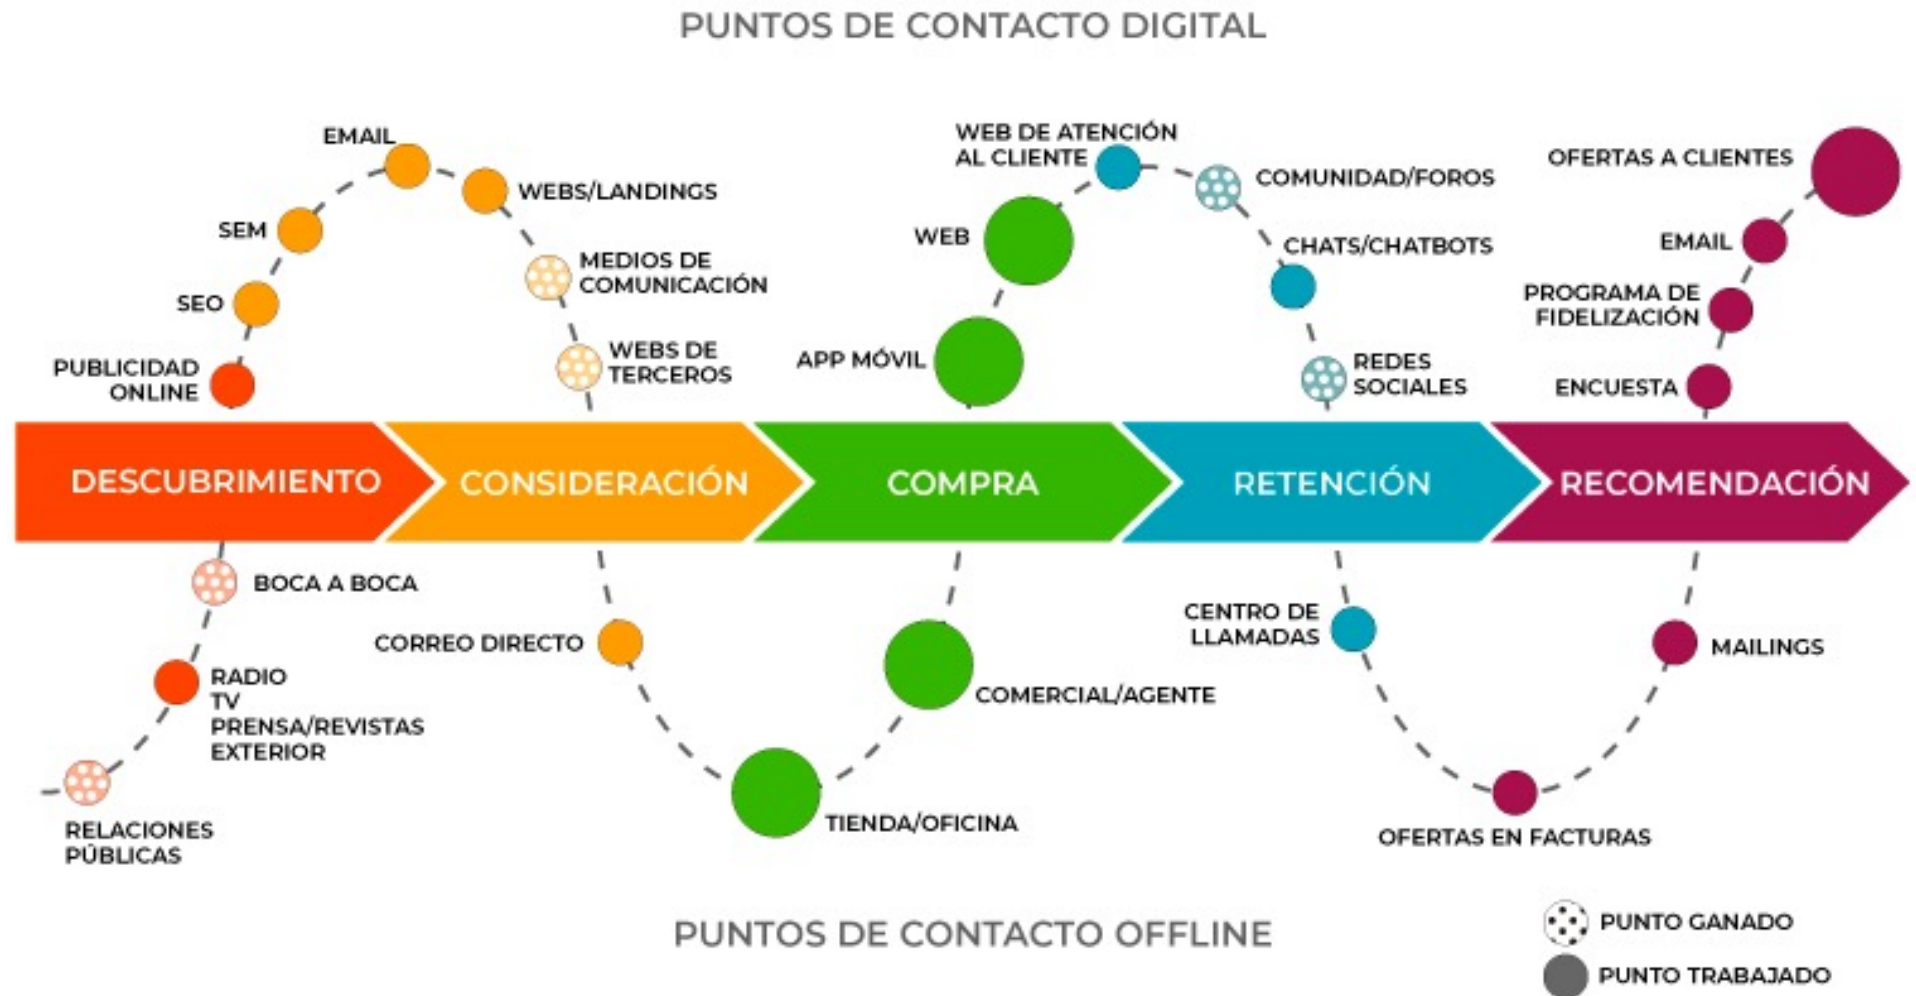 PUNTOS DE CONTACTO DIGITAL
EMAIL
WEBS/LANDINGS
SEM
MEDIOS DE
COMUNICACIÓN
SEO
WEBS DE
TERCEROS
PUBLICIDAD
ONLINE
WEB DE ATENCIÓN
AL CLIENTE
COMUNIDAD/FOROS
WEB
CHATS/CHATBOTS
APP MÓVIL
REDES
SOCIALES
OFERTAS A CLIENTES
EMAIL
PROGRAMA DE
FIDELIZACIÓN
ENCUESTA
DESCUBRIMIENTO
CONSIDERACIÓN
COMPRA
RETENCIÓN
RECOMENDACIÓN
BOCA A BOCA
RADIO
TV
PRENSA/REVISTAS
EXTERIOR
RELACIONES
PÚBLICAS
CORREO DIRECTO
COMERCIAL/AGENTE
TIENDA/OFICINA
CENTRO DE
LLAMADAS
MAILINGS
OFERTAS EN FACTURAS
PUNTOS DE CONTACTO OFFLINE
PUNTO GANADO
PUNTO TRABAJADO